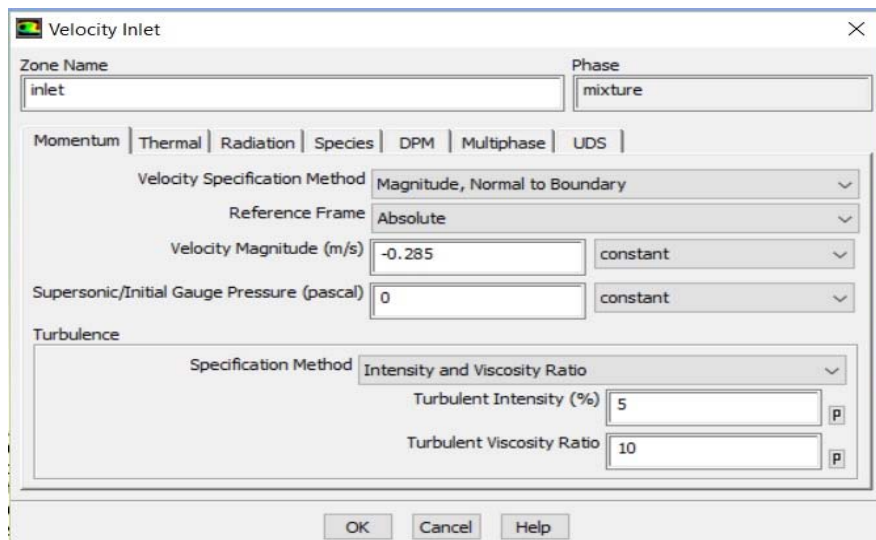 Velocity Inlet
Zone Name Phase
inlet mixture
Momentum Thermal Radiation Species DPM Multiphase UDS
Velocity Specification Method Magnitude, Normal to Boundary
Reference Frame Absolute
Velocity Magnitude (m/s) -0.285 constant
Supersonic/Initial Gauge Pressure (pascal) 0 constant
Turbulence
Specification Method Intensity and Viscosity Ratio
Turbulent Intensity (%) 5 P
Turbulent Viscosity Ratio 10 P
OK Cancel Help